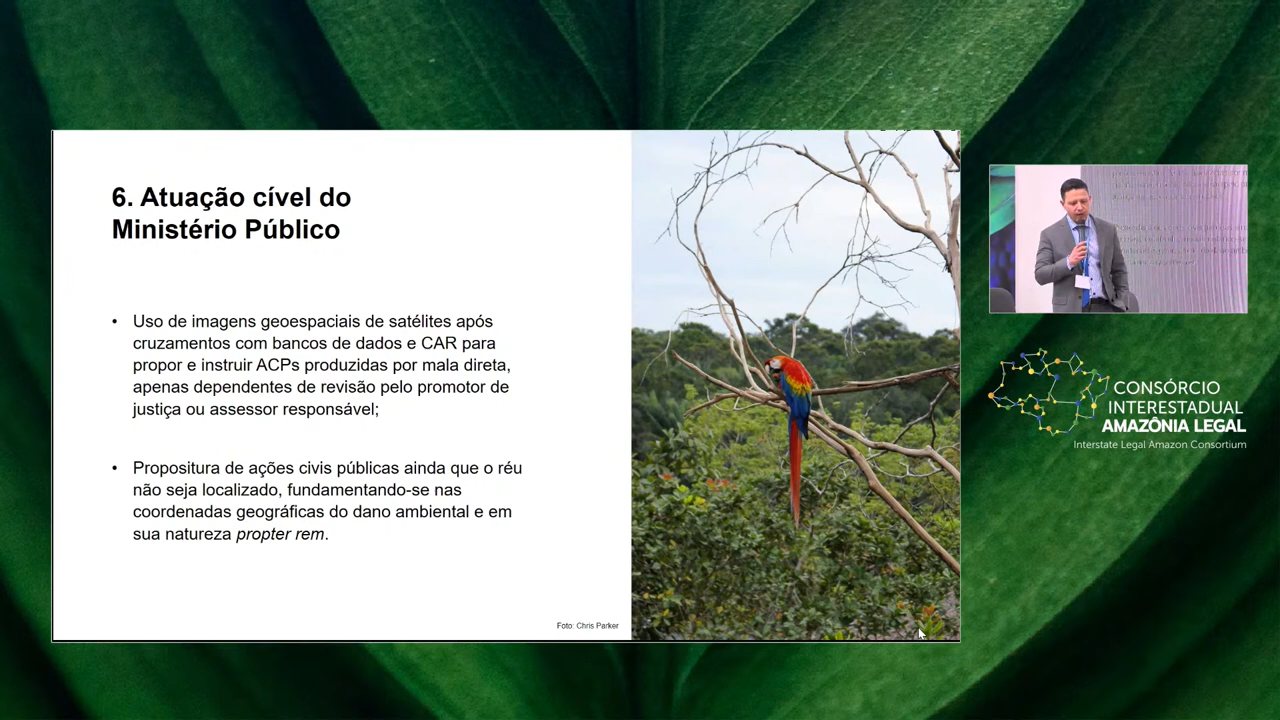 6. Atuação cível do
Ministério Público
• Uso de imagens geoespaciais de satélites após
cruzamentos com bancos de dados e CAR para
propor e instruir ACPs produzidas por mala direta,
apenas dependentes de revisão pelo promotor de
justiça ou assessor responsável;
• Propositura de ações civis públicas ainda que o réu
não seja localizado, fundamentando-se nas
coordenadas geográficas do dano ambiental e em
sua natureza propter rem.
Foto: Chris Parker
CONSÓRCIO
INTERESTADUAL
AMAZÔNIA LEGAL
Interstate Legal Amazon Consortium